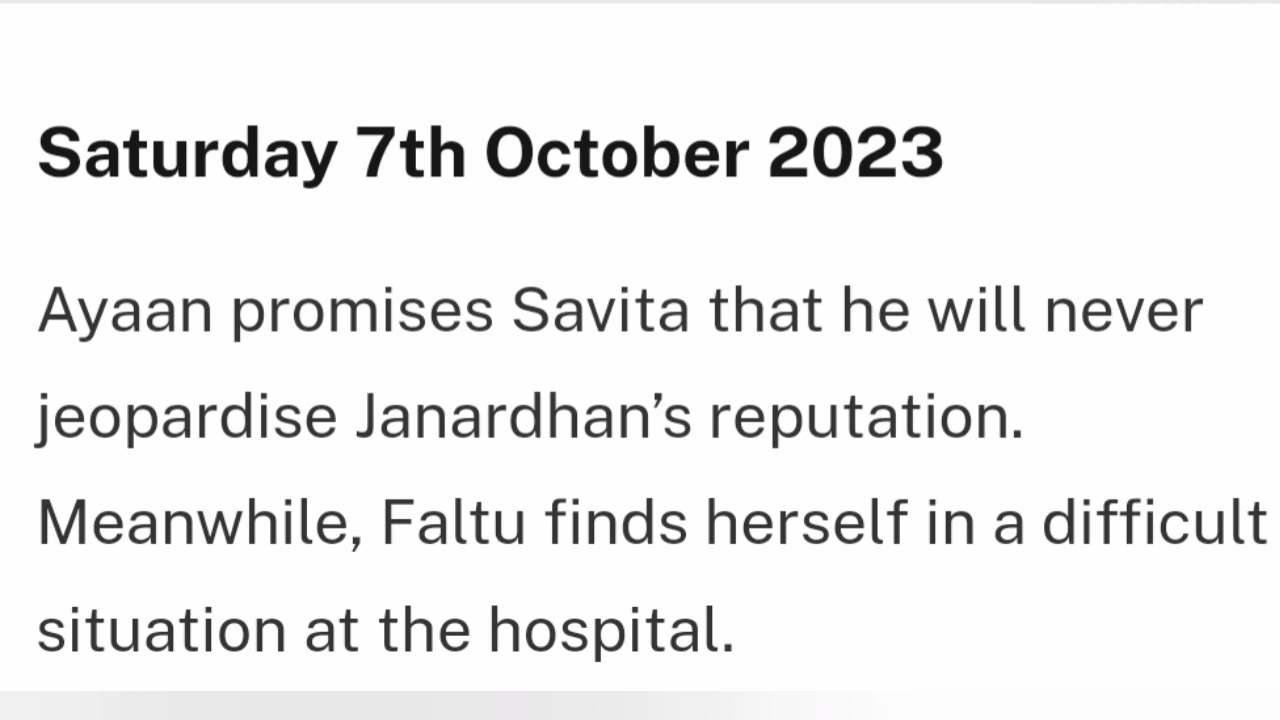 Saturday 7th October 2023
Ayaan promises Savita that he will never
jeopardise Janardhan’s reputation.
Meanwhile, Faltu finds herself in a difficult
situation at the hospital.